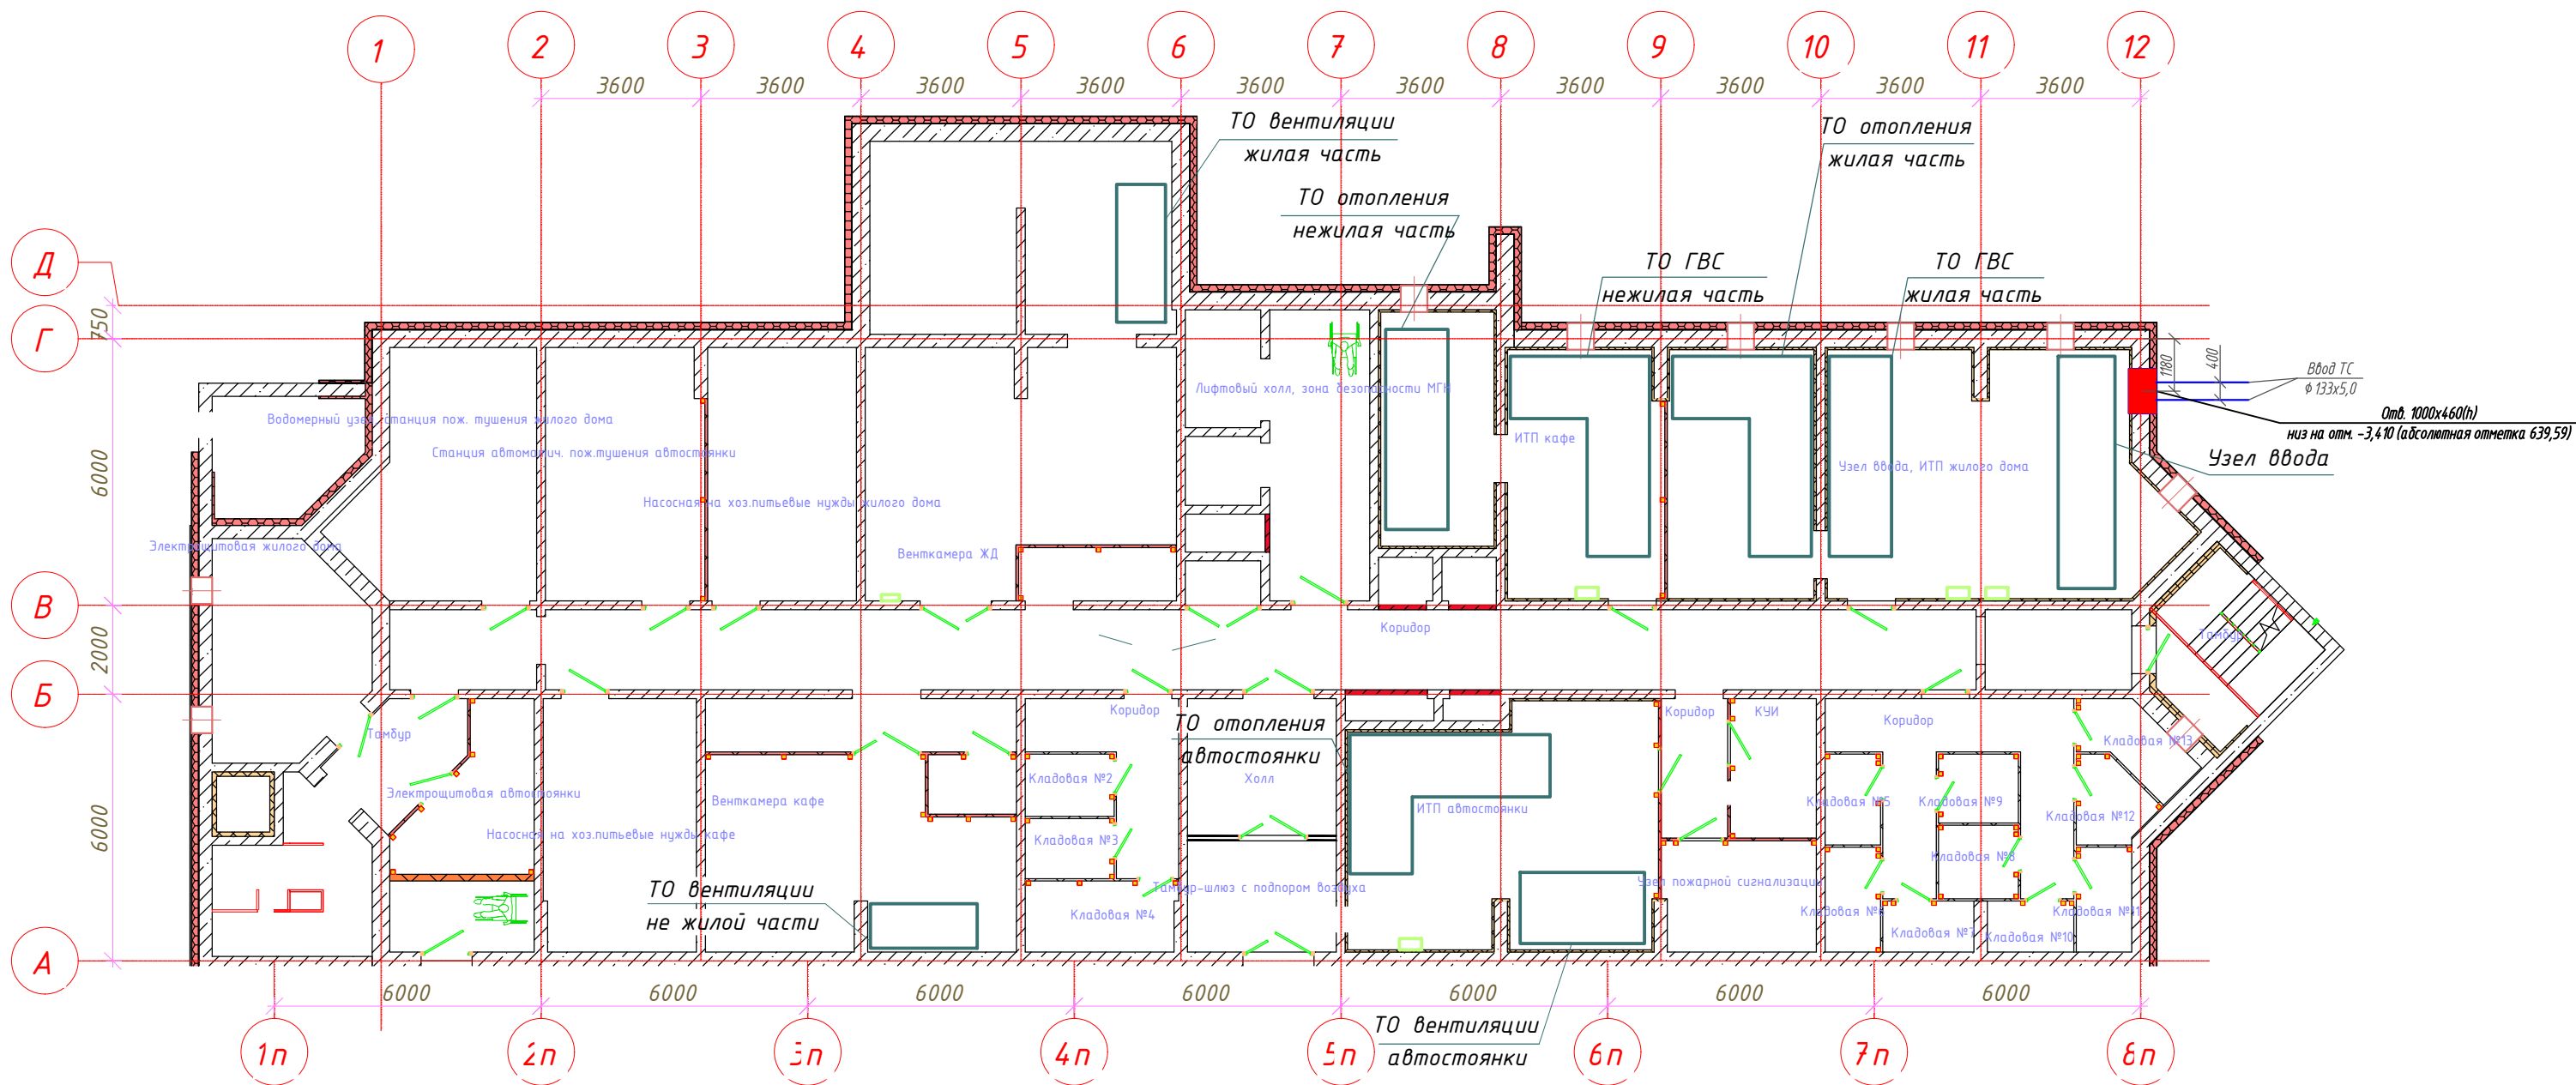 1 2 3 4 5 6 7 8 9 10 11 12
3600 3600 3600 3600 3600 3600 3600 3600 3600 3600
ТО вентиляции
жилая часть
ТО отопления
жилая часть
ТО отопления
нежилая часть
ТО ГВС
нежилая часть
ТО ГВС
жилая часть
Д
Г
В
Б
А
750
6000
2000
6000
1180
400
Ввод ТС
ϕ133х5,0
Отв. 1000х460(h)
низ на отм. -3,410 (абсолютная отметка 639,59)
Узел ввода
Лифтовый холл, зона безопасности МГН
Водомерный узел, станция пож. тушения жилого дома
Станция автоматич. пож.тушения автостоянки
ИТП кафе
Узел ввода, ИТП жилого дома
Насосная на хоз.питьевые нужды жилого дома
Электрощитовая жилого дома
Венткамера ЖД
Коридор
Тамбур
Коридор
Коридор
КУИ
Коридор
ТО отопления
автостоянки
Тамбур
Кладовая №13
Кладовая №2
Холл
Электрощитовая автостоянки
Венткамера кафе
ИТП автостоянки
Кладовая №5
Кладовая №9
Кладовая №12
Насосная на хоз.питьевые нужды кафе
Кладовая №3
Кладовая №8
ТО вентиляции
не жилой части
Тамбур-шлюз с подпором воздуха
Узел пожарной сигнализации
Кладовая №4
Кладовая №6
Кладовая №11
Кладовая №7
Кладовая №10
6000 6000 6000 6000 6000 6000 6000
ТО вентиляции
автостоянки
1п 2п 3п 4п 5п 6п 7п 8п